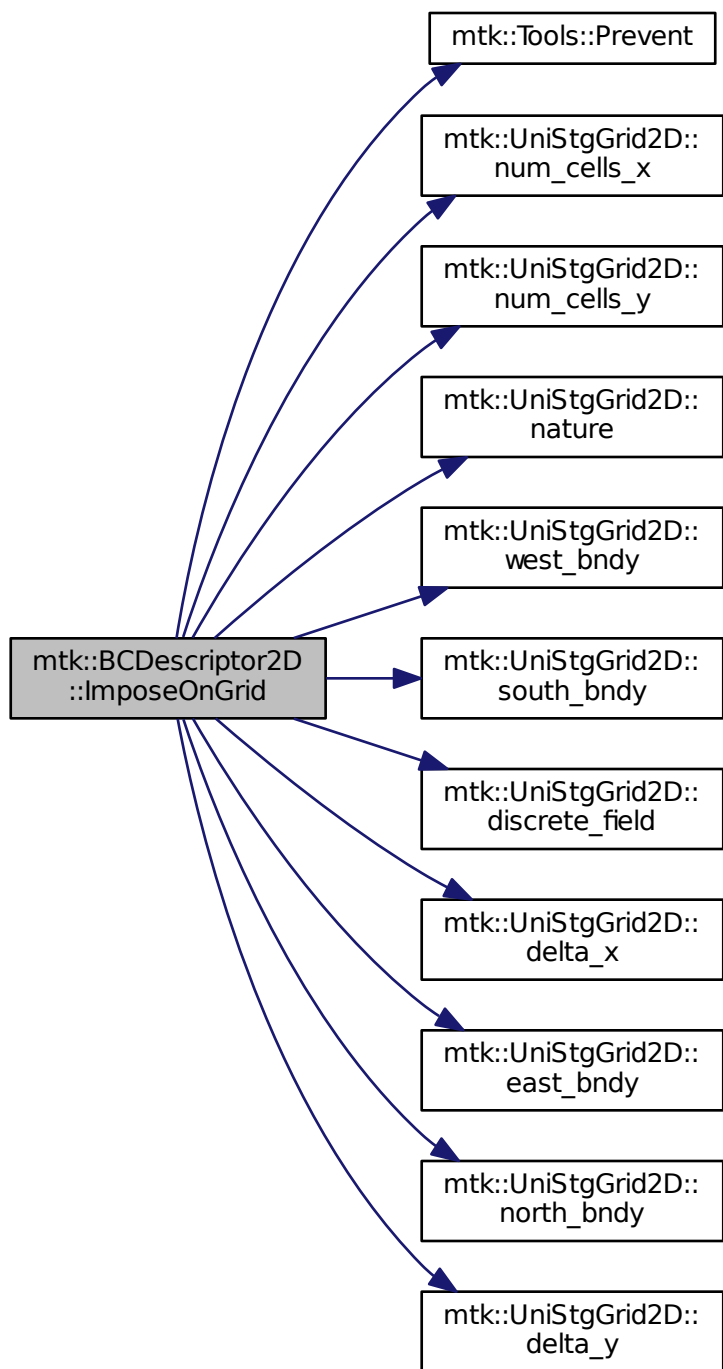 mtk::Tools::Prevent
mtk::UniStgGrid2D::
num_cells_x
mtk::UniStgGrid2D::
num_cells_y
mtk::UniStgGrid2D::
nature
mtk::UniStgGrid2D::
west_bndy
mtk::BCDescriptor2D
::ImposeOnGrid
mtk::UniStgGrid2D::
south_bndy
mtk::UniStgGrid2D::
discrete_field
mtk::UniStgGrid2D::
delta_x
mtk::UniStgGrid2D::
east_bndy
mtk::UniStgGrid2D::
north_bndy
mtk::UniStgGrid2D::
delta_y